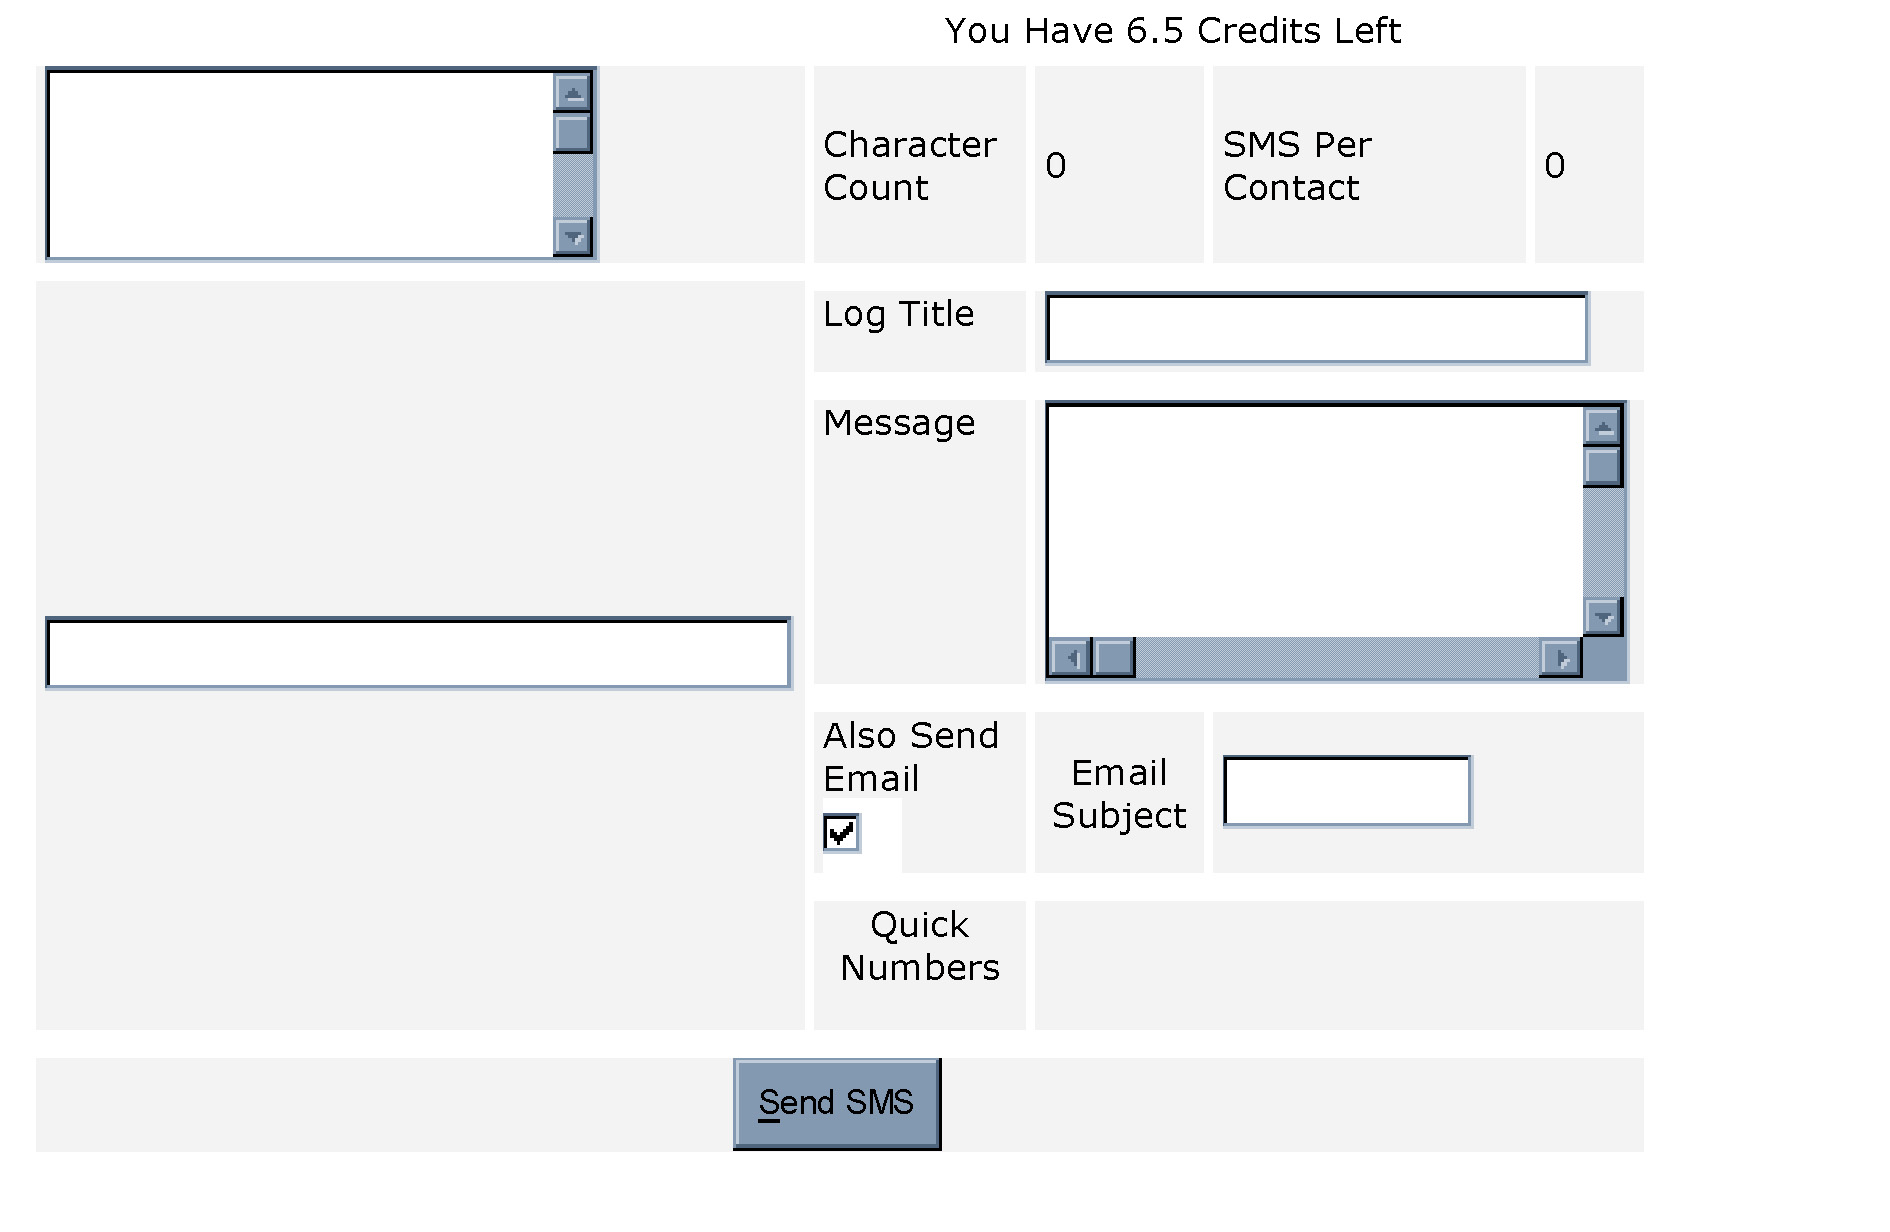 You Have 6.5 Credits Left
Character
Count
0
SMS Per
Contact
0
Log Title
Message
Also Send
Email
Email
Subject
Quick
Numbers
Send SMS